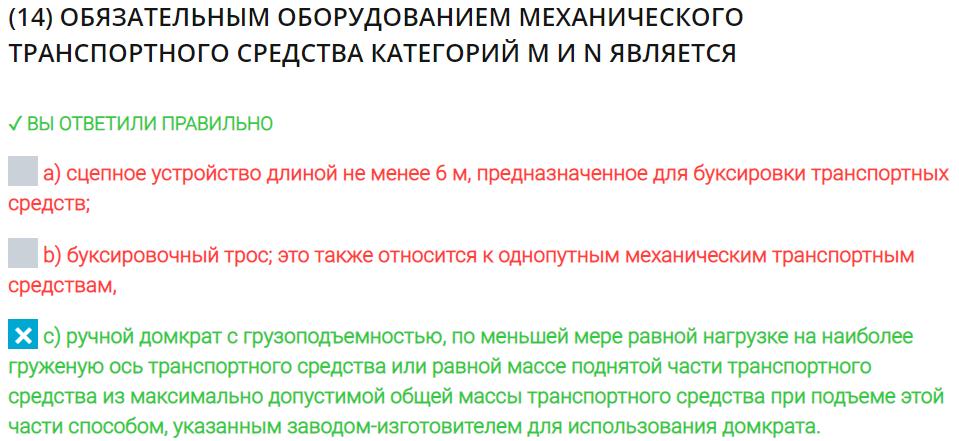 (14) ОБЯЗАТЕЛЬНЫМ ОБОРУДОВАНИЕМ МЕХАНИЧЕСКОГО
ТРАНСПОРТНОГО СРЕДСТВА КАТЕГОРИЙ М И N ЯВЛЯЕТСЯ
✓ ВЫ ОТВЕТИЛИ ПРАВИЛЬНО
a) сцепное устройство длиной не менее 6 м, предназначенное для буксировки транспортных
средств;
b) буксировочный трос; это также относится к однопутным механическим транспортным
средствам,
c) ручной домкрат с грузоподъемностью, по меньшей мере равной нагрузке на наиболее
груженую ось транспортного средства или равной массе поднятой части транспортного
средства из максимально допустимой общей массы транспортного средства при подъеме этой
части способом, указанным заводом-изготовителем для использования домкрата.